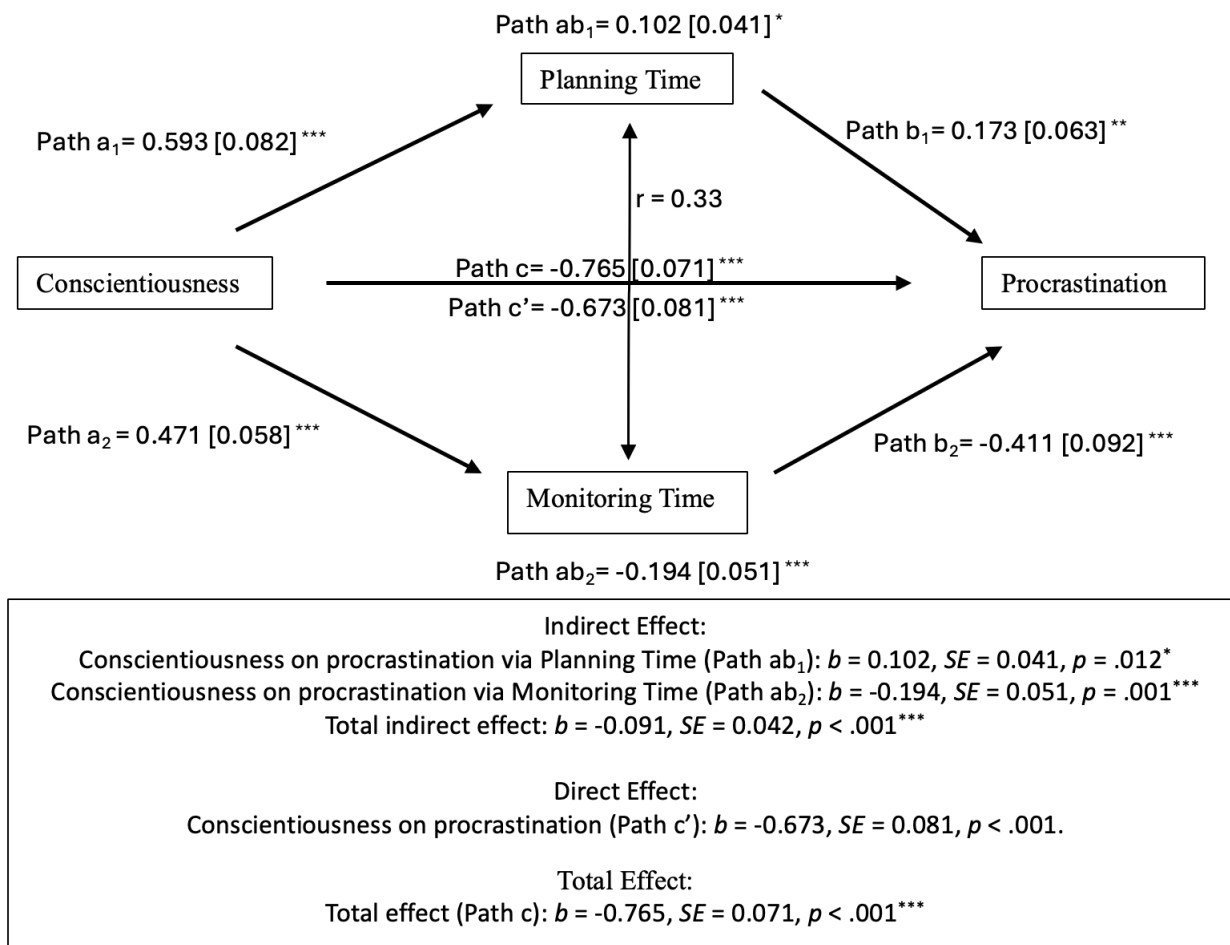 Path ab₁= 0.102 [0.041]*
Planning Time
Path a₁= 0.593 [0.082]***
Path b₁= 0.173 [0.063]**
r = 0.33
Conscientiousness
Path c= -0.765 [0.071]***
Path c’= -0.673 [0.081]***
Procrastination
Path a₂ = 0.471 [0.058]***
Path b₂= -0.411 [0.092]***
Monitoring Time
Path ab₂= -0.194 [0.051]***
Indirect Effect:
Conscientiousness on procrastination via Planning Time (Path ab₁): b = 0.102, SE = 0.041, p = .012*
Conscientiousness on procrastination via Monitoring Time (Path ab₂): b = -0.194, SE = 0.051, p = .001***
Total indirect effect: b = -0.091, SE = 0.042, p < .001***
Direct Effect:
Conscientiousness on procrastination (Path c’): b = -0.673, SE = 0.081, p < .001.
Total Effect:
Total effect (Path c): b = -0.765, SE = 0.071, p < .001***